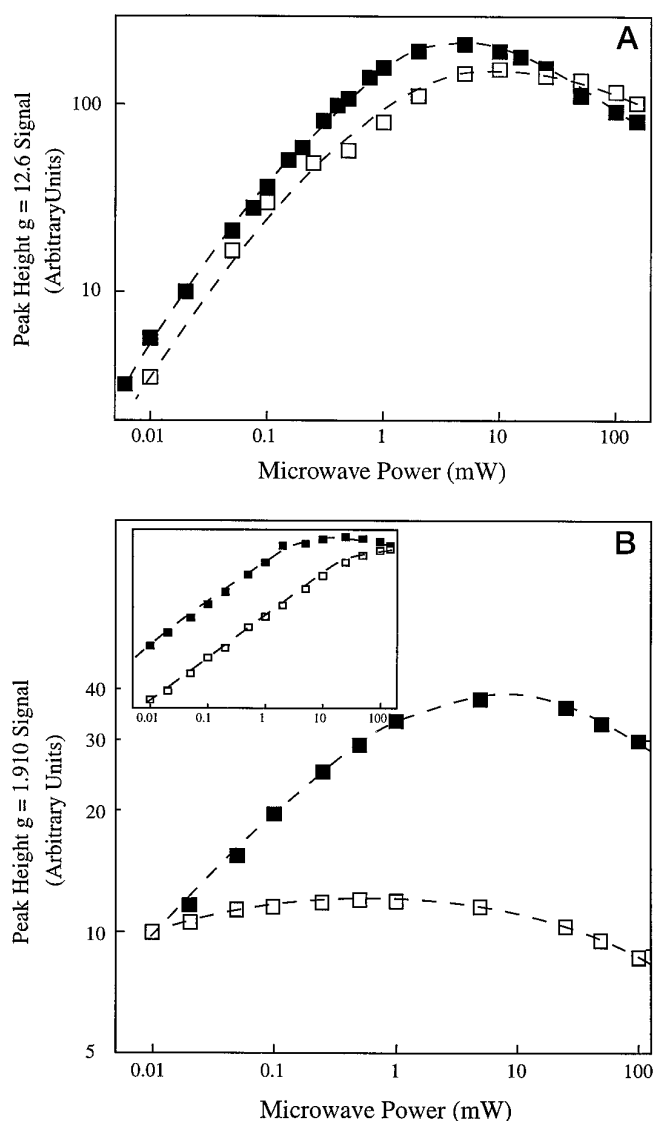 A
100
10
Peak Height g = 12.6 Signal
(ArbitraryUnits)
0.01 0.1 1 10 100
Microwave Power (mW)
B
0.01 0.1 1 10 100
40
30
20
10
5
Peak Height g = 1.910 Signal
(Arbitrary Units)
0.01 0.1 1 10 100
Microwave Power (mW)